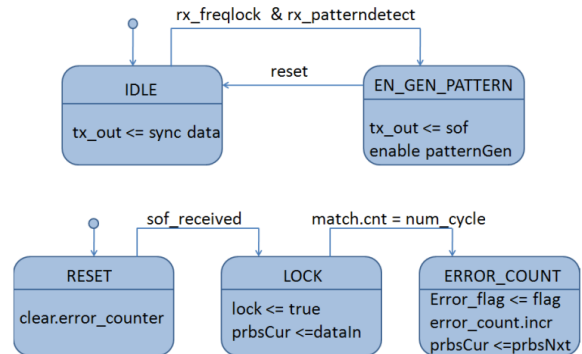 rx_freqlock & rx_patterndetect
reset
IDLE
tx_out <= sync data
EN_GEN_PATTERN
tx_out <= sof
enable patternGen
sof_received
match.cnt = num_cycle
RESET
clear.error_counter
LOCK
lock <= true
prbsCur <=dataIn
ERROR_COUNT
Error_flag <= flag
error_count.incr
prbsCur <=prbsNxt